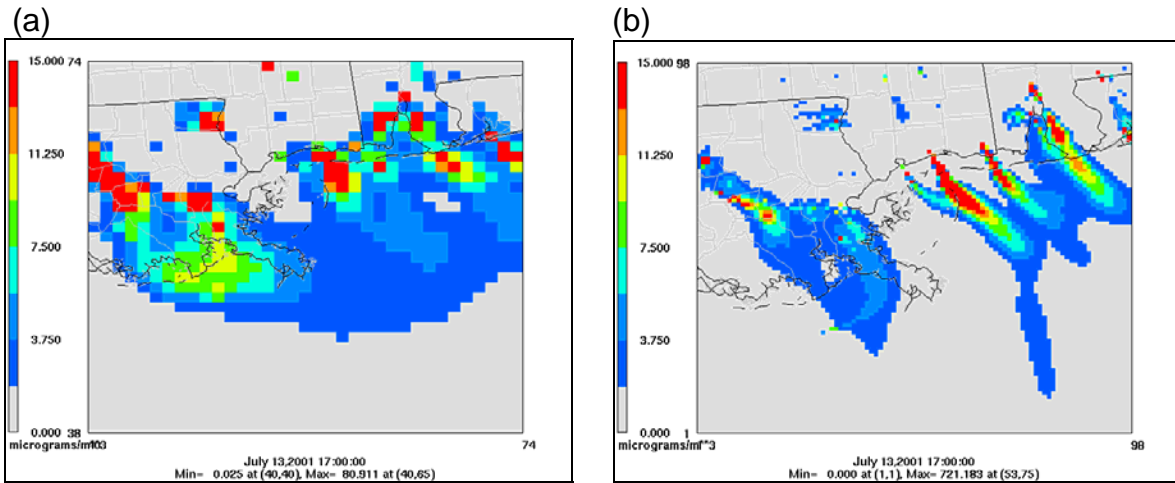 (a)
(b)
15.000 74
11.250
7.500
3.750
0.000 38
74
July 13,2001 17:00:00
Min= 0.025 at (40,40), Max= 80.911 at (40,65)
15.000 98
11.250
7.500
3.750
0.000 1
micrograms/m**3
98
July 13,2001 17:00:00
Min= 0.000 at (1,1), Max= 721.183 at (53,75)